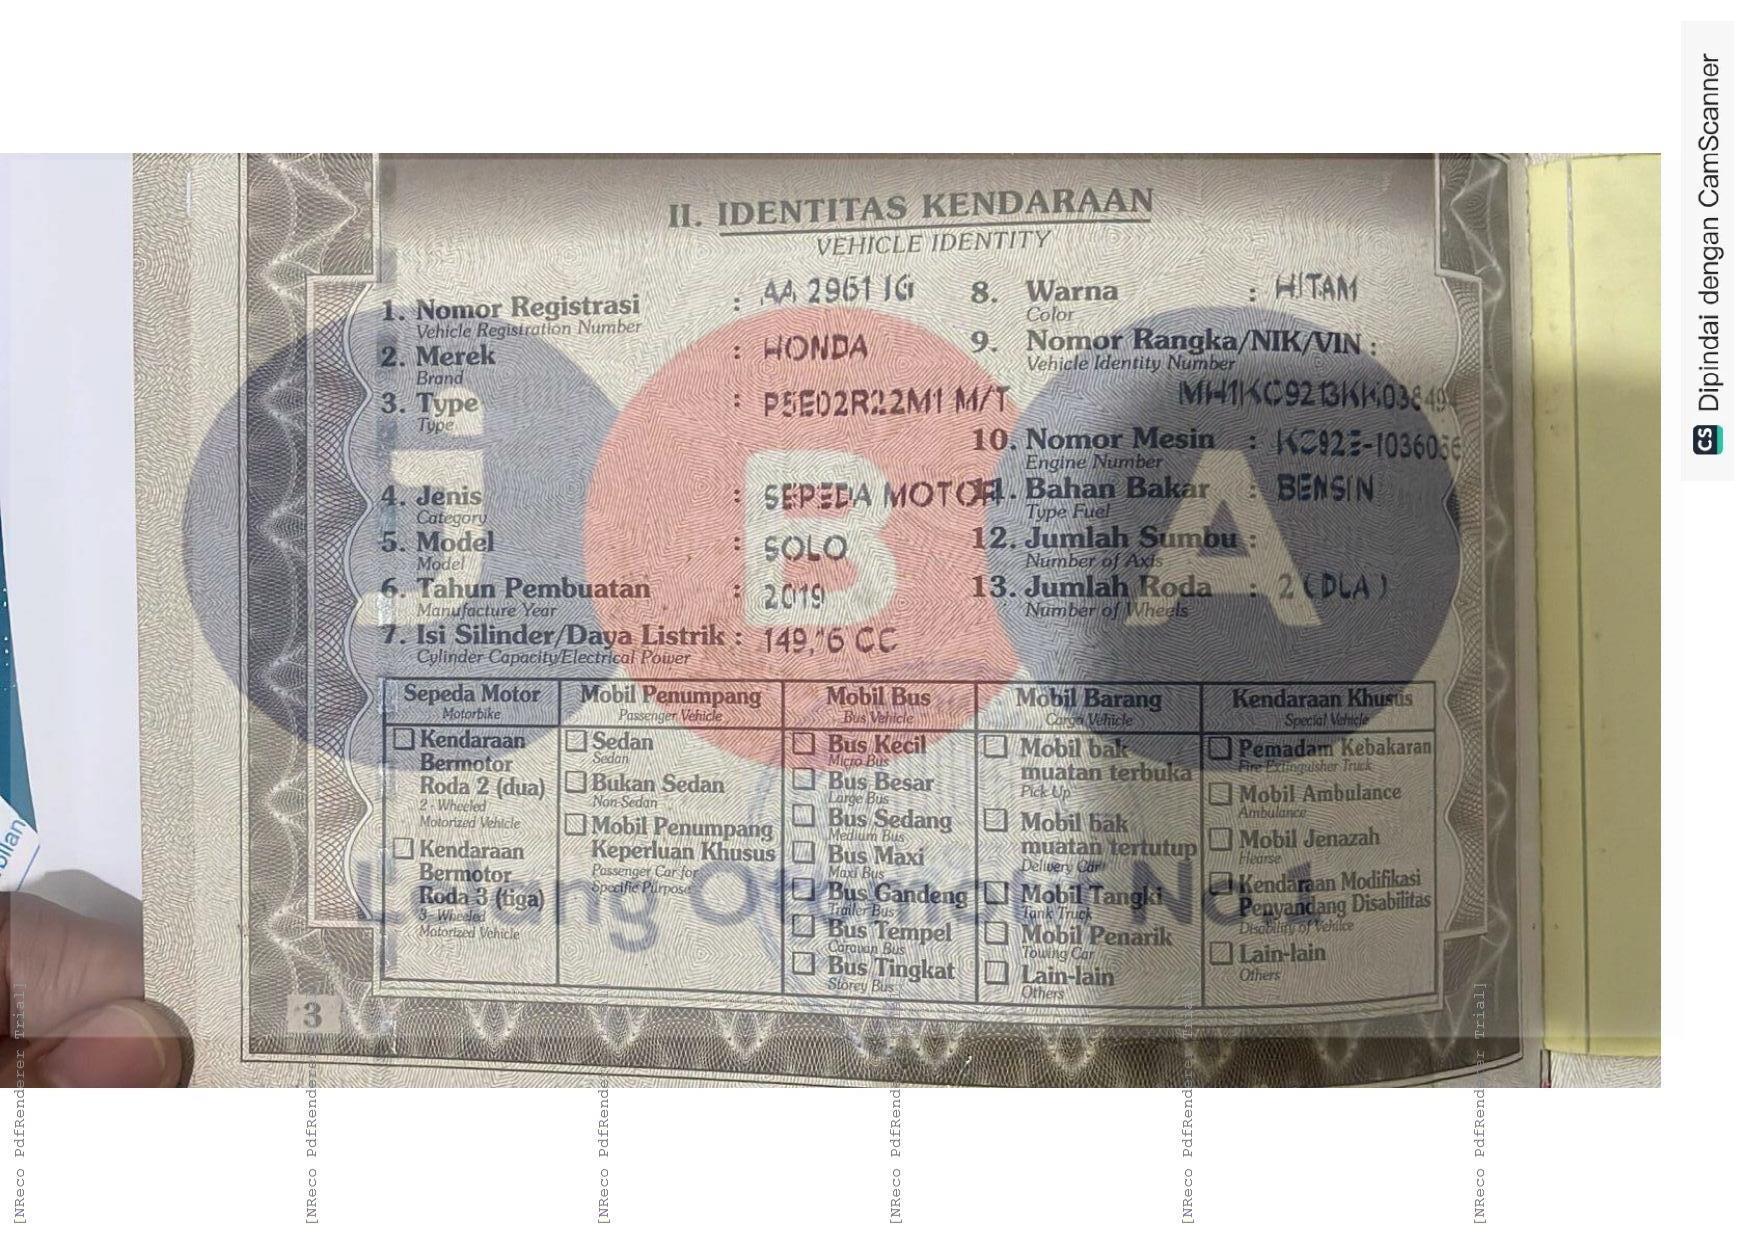 II. IDENTITAS KENDARAAN
VEHICLE IDENTITY
1. Nomor Registrasi : AA 2961 IG
Vehicle Registration Number
2. Merek : HONDA
Brand
3. Type : P5E02R22M1 M/T
Type
4. Jenis : SEPEDA MOTOR
Category
5. Model : SOLO
Model
6. Tahun Pembuatan : 2019
Manufacture Year
7. Isi Silinder/Daya Listrik : 149,16 CC
Cylinder Capacity/Electrical Power
8. Warna : HITAM
Color
9. Nomor Rangka/NIK/VIN :
Vehicle Identity Number
10. Nomor Mesin :
Engine Number
11. Bahan Bakar : BENSIN
Type Fuel
12. Jumlah Sumbu :
Number of Axis
13. Jumlah Roda : 2 ( DUA )
Number of Wheels
Sepeda Motor
Motorbike
Kendaraan
Bermotor
Roda 2 (dua)
2 - Wheeled
Motorized Vehicle
Kendaraan
Bermotor
Roda 3 (tiga)
3 - Wheeled
Motorized Vehicle
Mobil Penumpang
Passenger Vehicle
Sedan
Sedan
Bukan Sedan
Non-Sedan
Mobil Penumpang
Keperluan Khusus
Passenger Car for
Specific Purpose
Mobil Bus
Bus Vehicle
Bus Kecil
Micro Bus
Bus Besar
Large Bus
Bus Sedang
Medium Bus
Bus Maxi
Maxi Bus
Bus Gandeng
Trailer Bus
Bus Tempel
Caravan Bus
Bus Tingkat
Storey Bus
Mobil Barang
Cargo Vehicle
Mobil bak
muatan terbuka
Pick Up
Mobil bak
muatan tertutup
Delivery Car
Mobil Tangki
Tank Truck
Mobil Penarik
Towing Car
Lain-lain
Others
Kendaraan Khusus
Special Vehicle
Pemadam Kebakaran
Fire Extinguisher Truck
Mobil Ambulance
Ambulance
Mobil Jenazah
Hearse
Kendaraan Modifikasi
Penyandang Disabilitas
Disability of Vehilce
Lain-lain
Others
3
B A
CS Dipindai dengan CamScanner
[NReco PdfRenderer Trial]
[NReco PdfRend
[NReco PdfRend
[NReco PdfRend
[NReco PdfRenderer Trial]
[NReco PdfRenderer Trial]